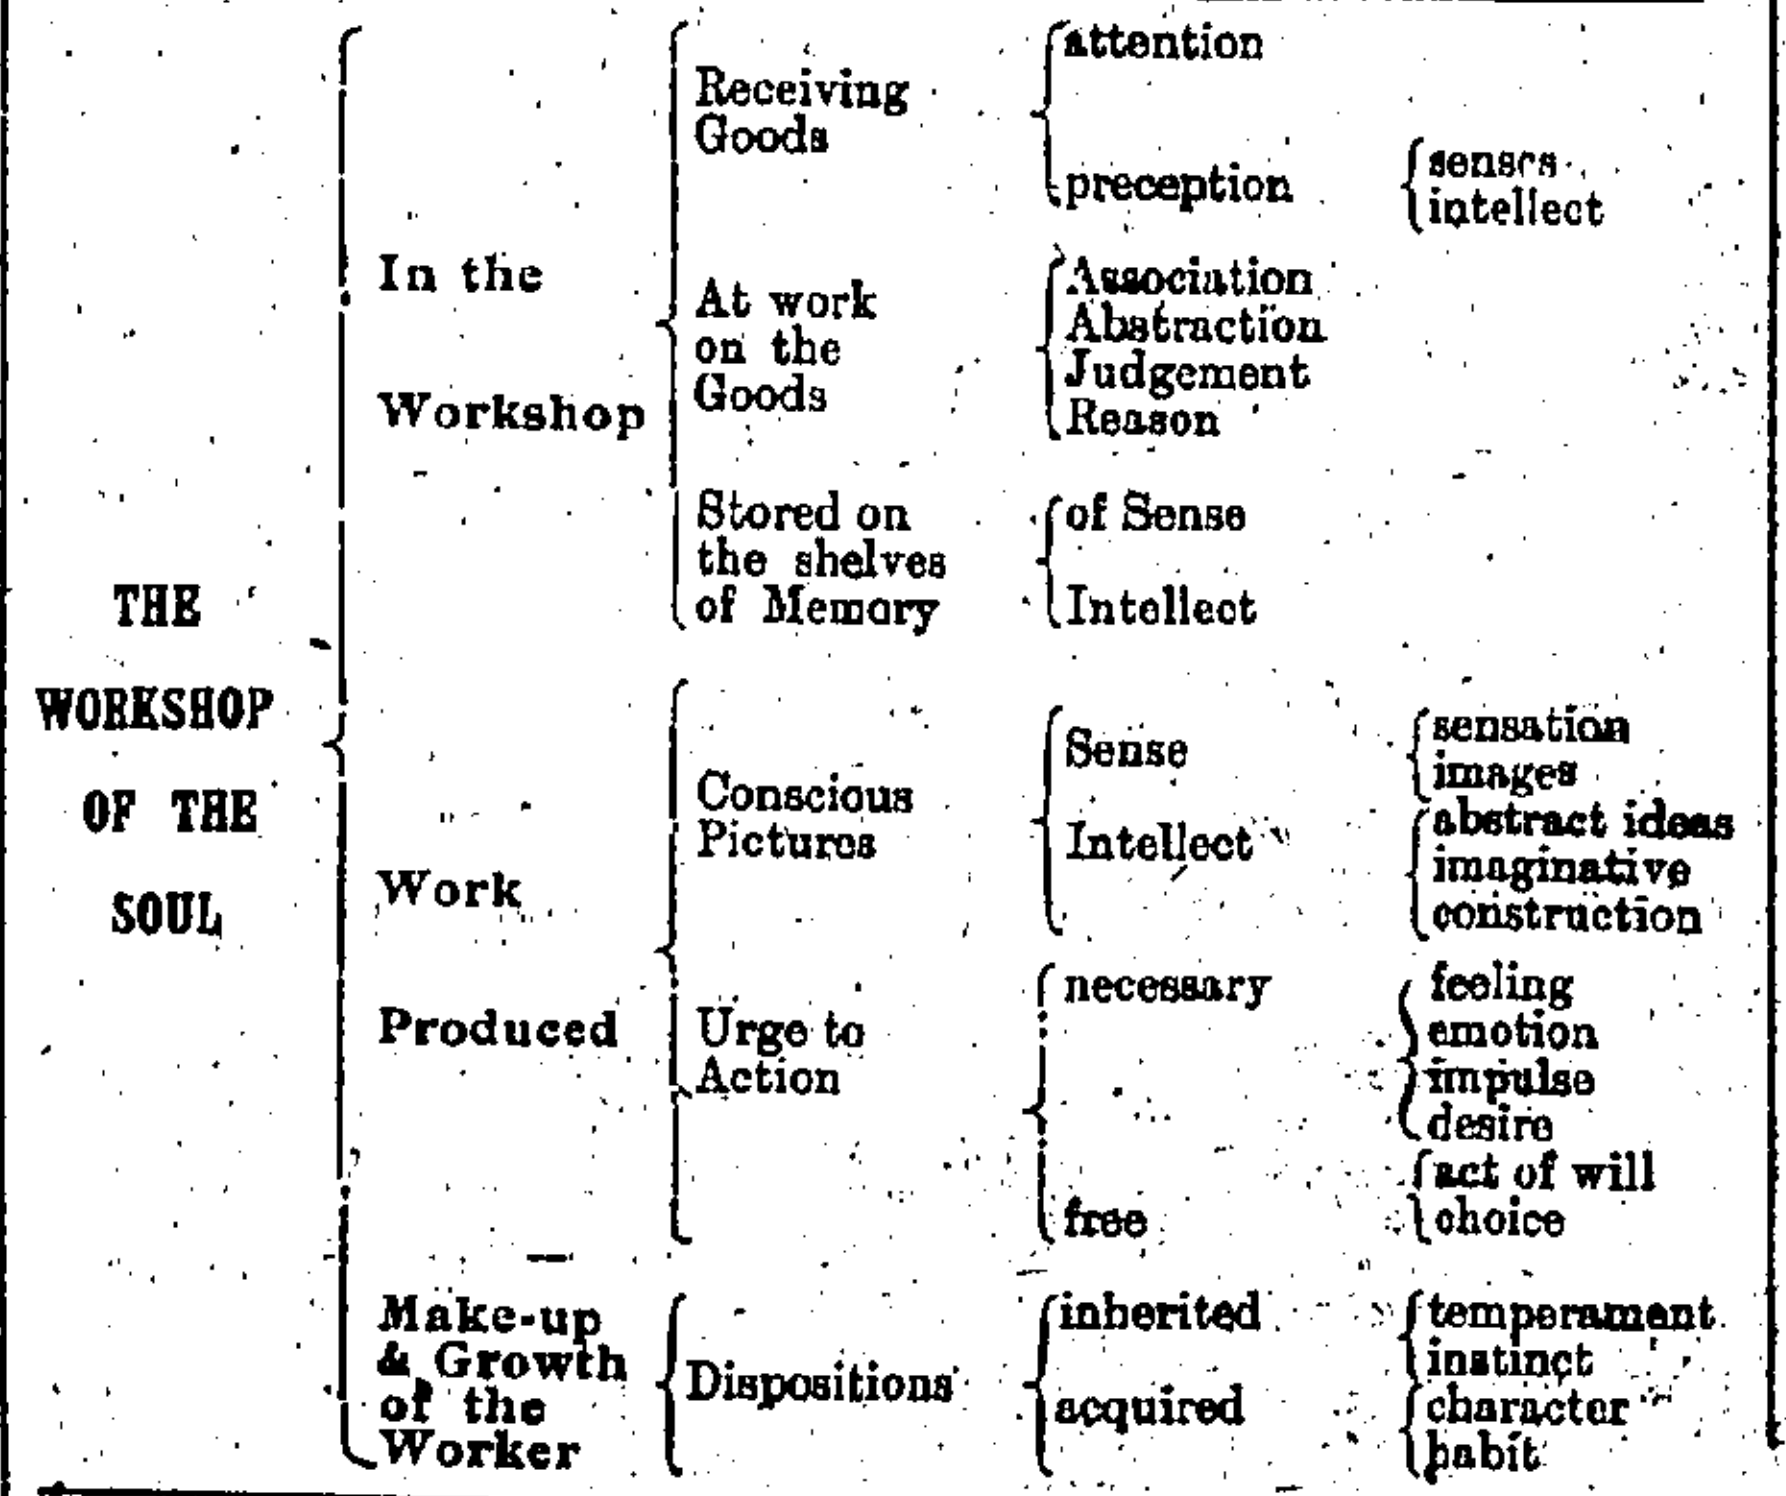 THE
WORKSHOP
OF THE
SOUL
In the
Workshop
Receiving
Goods
attention
preception
senses
intellect
At work
on the
Goods
Association
Abstraction
Judgement
Reason
Stored on
the shelves
of Memory
of Sense
Intellect
Work
Produced
Conscious
Pictures
Sense
sensation
images
Intellect
abstract ideas
imaginative
construction
Urge to
Action
necessary
feeling
emotion
impulse
desire
free
act of will
choice
Make-up
& Growth
of the
Worker
Dispositions
inherited
temperament
instinct
acquired
character
habit